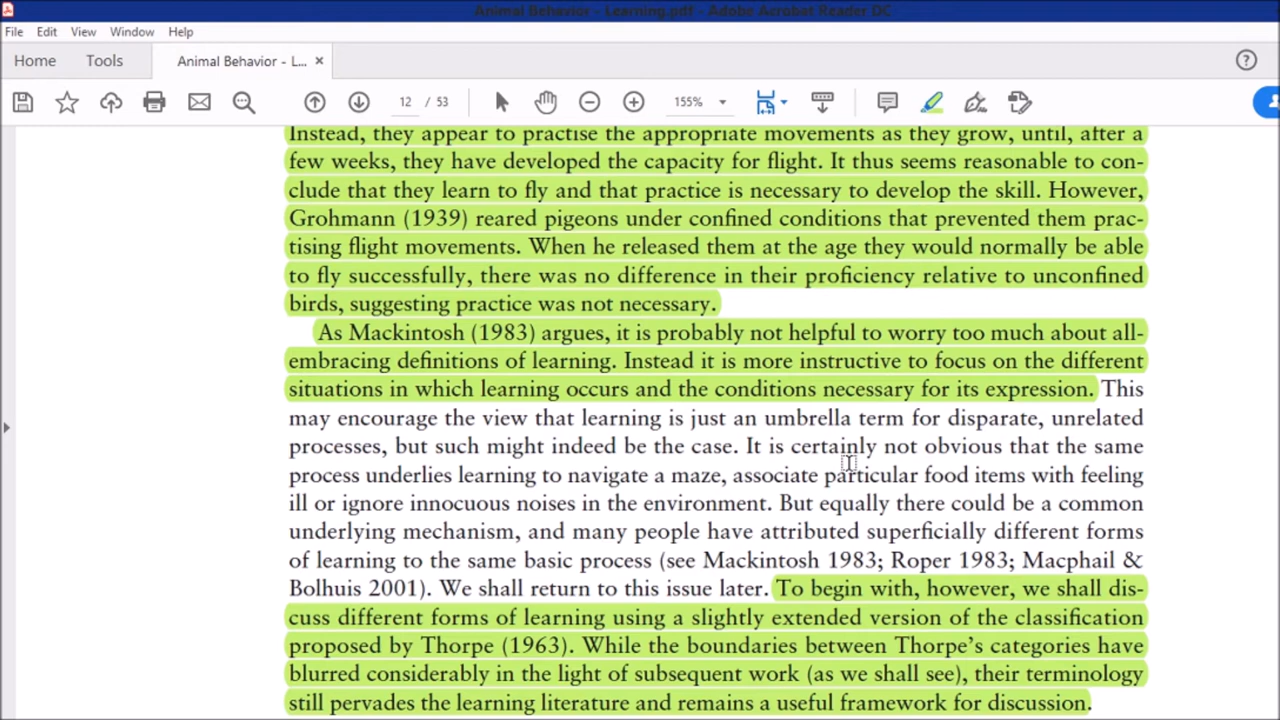 Animal Behavior - Learning.pdf - Adobe Acrobat Reader DC
File Edit View Window Help
Home Tools Animal Behavior - L... ×
12 / 53 155%
Instead, they appear to practise the appropriate movements as they grow, until, after a
few weeks, they have developed the capacity for flight. It thus seems reasonable to con-
clude that they learn to fly and that practice is necessary to develop the skill. However,
Grohmann (1939) reared pigeons under confined conditions that prevented them prac-
tising flight movements. When he released them at the age they would normally be able
to fly successfully, there was no difference in their proficiency relative to unconfined
birds, suggesting practice was not necessary.
As Mackintosh (1983) argues, it is probably not helpful to worry too much about all-
embracing definitions of learning. Instead it is more instructive to focus on the different
situations in which learning occurs and the conditions necessary for its expression. This
may encourage the view that learning is just an umbrella term for disparate, unrelated
processes, but such might indeed be the case. It is certainly not obvious that the same
process underlies learning to navigate a maze, associate particular food items with feeling
ill or ignore innocuous noises in the environment. But equally there could be a common
underlying mechanism, and many people have attributed superficially different forms
of learning to the same basic process (see Mackintosh 1983; Roper 1983; Macphail &
Bolhuis 2001). We shall return to this issue later. To begin with, however, we shall dis-
cuss different forms of learning using a slightly extended version of the classification
proposed by Thorpe (1963). While the boundaries between Thorpe's categories have
blurred considerably in the light of subsequent work (as we shall see), their terminology
still pervades the learning literature and remains a useful framework for discussion.